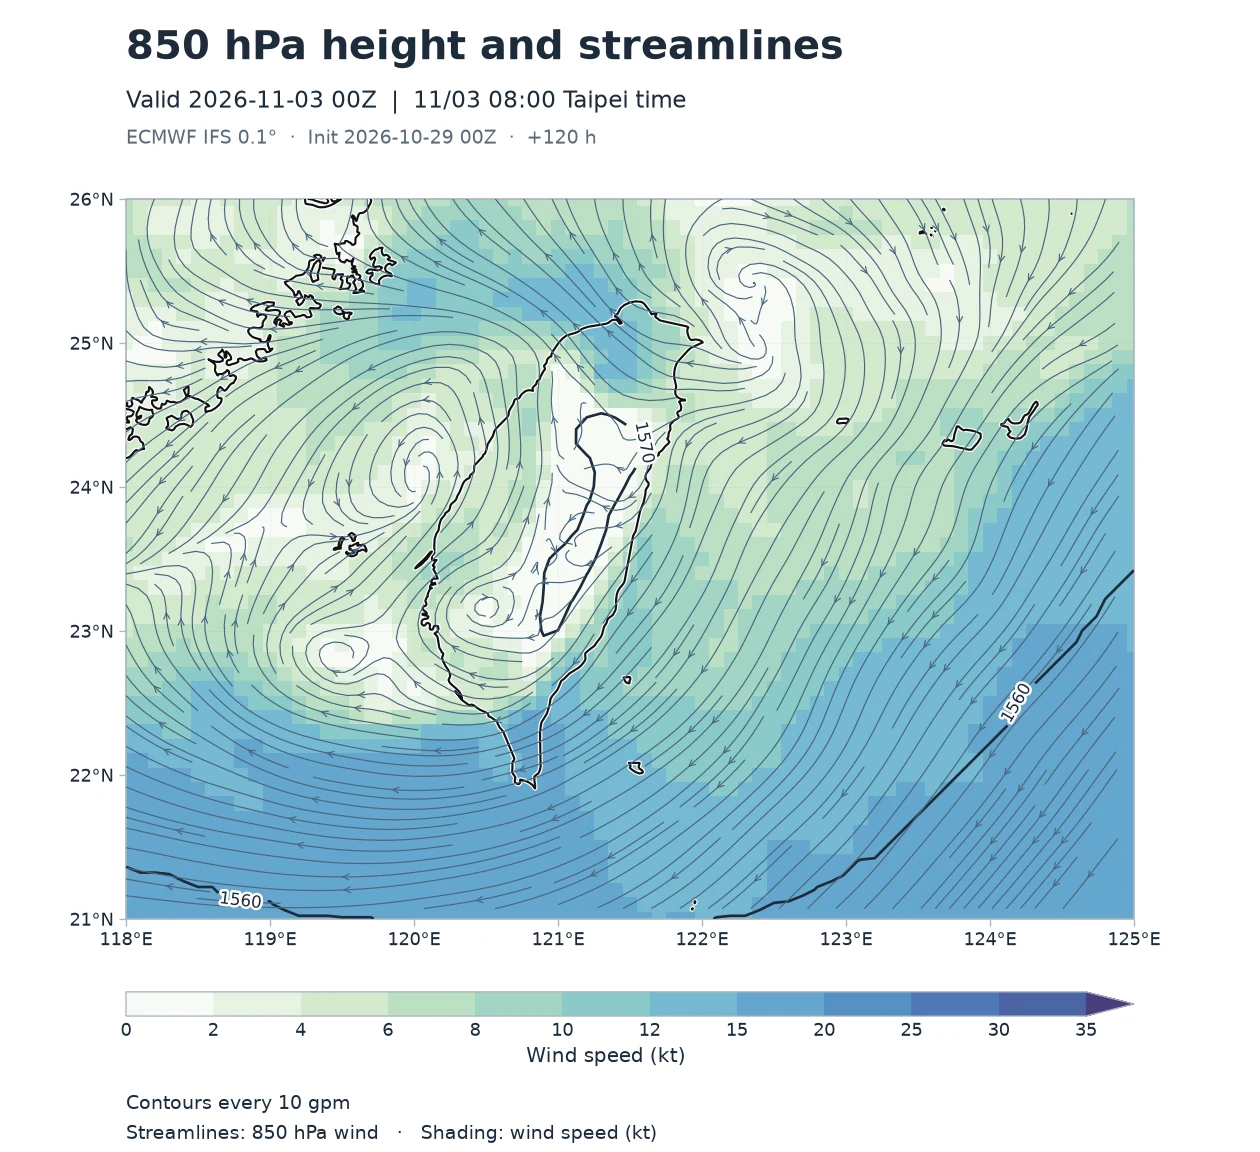 850 hPa height and streamlines
Valid 2026-11-03 00Z | 11/03 08:00 Taipei time
ECMWF IFS 0.1° · Init 2026-10-29 00Z · +120 h
26°N
25°N
24°N
23°N
22°N
21°N
1570
1560
1560
118°E 119°E 120°E 121°E 122°E 123°E 124°E 125°E
0 2 4 6 8 10 12 15 20 25 30 35
Wind speed (kt)
Contours every 10 gpm
Streamlines: 850 hPa wind · Shading: wind speed (kt)